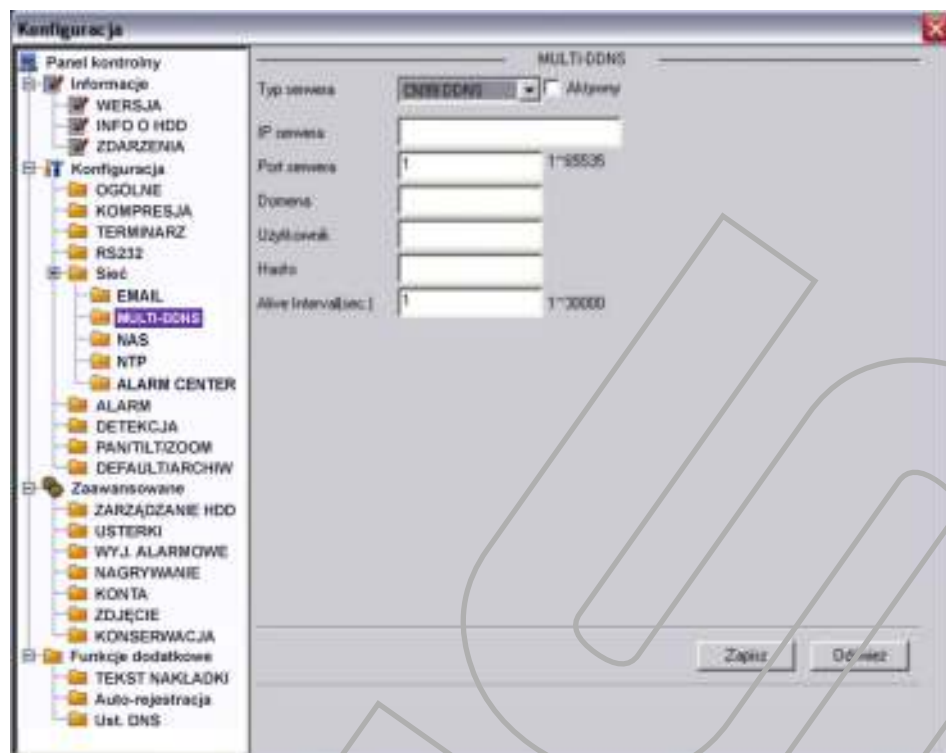 Konfiguracja
Panel kontrolny
Informacje
WERSJA
INFO O HDD
ZDARZENIA
Konfiguracja
OGÓLNE
KOMPRESJA
TERMINARZ
RS232
Sieć
EMAIL
MULTI-DDNS
NAS
NTP
ALARM CENTER
ALARM
DETEKCJA
PAN/TILT/ZOOM
DEFAULT/ARCHIW
Zaawansowane
ZARZĄDZANIE HDD
USTERKI
WYJ. ALARMOWE
NAGRYWANIE
KONTA
ZDJĘCIE
KONSERWACJA
Funkcje dodatkowe
TEKST NAKŁADKI
Auto-rejestracja
Ust. DNS
MULTI-DDNS
Typ serwera CN99 DDNS Aktywny
IP serwera
Port serwera 1 1~65535
Domena
Użytkownik
Hasło
Alive Interval(sec.) 1 1~30000
Zapisz Odśwież